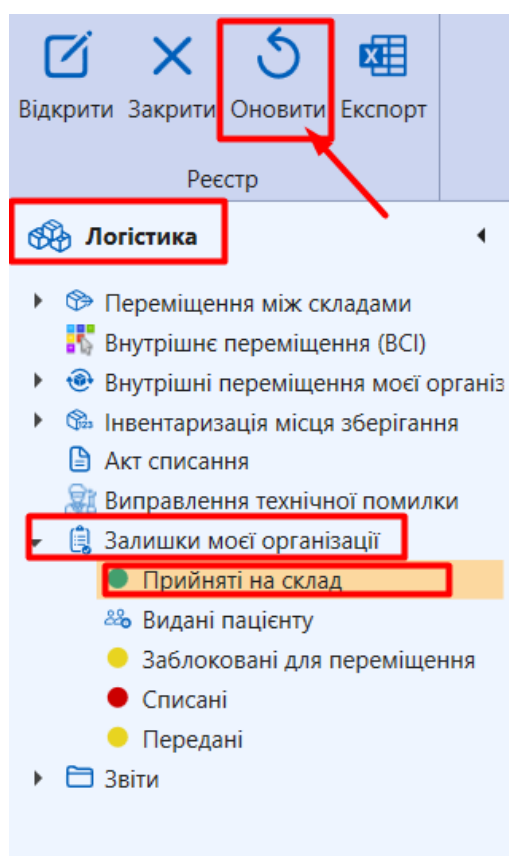 Відкрити Закрити Оновити Експорт
Реєстр
Логістика
Переміщення між складами
Внутрішнє переміщення (ВСІ)
Внутрішні переміщення моєї організ
Інвентаризація місця зберігання
Акт списання
Виправлення технічної помилки
Залишки моєї організації
Прийняті на склад
Видані пацієнту
Заблоковані для переміщення
Списані
Передані
Звіти